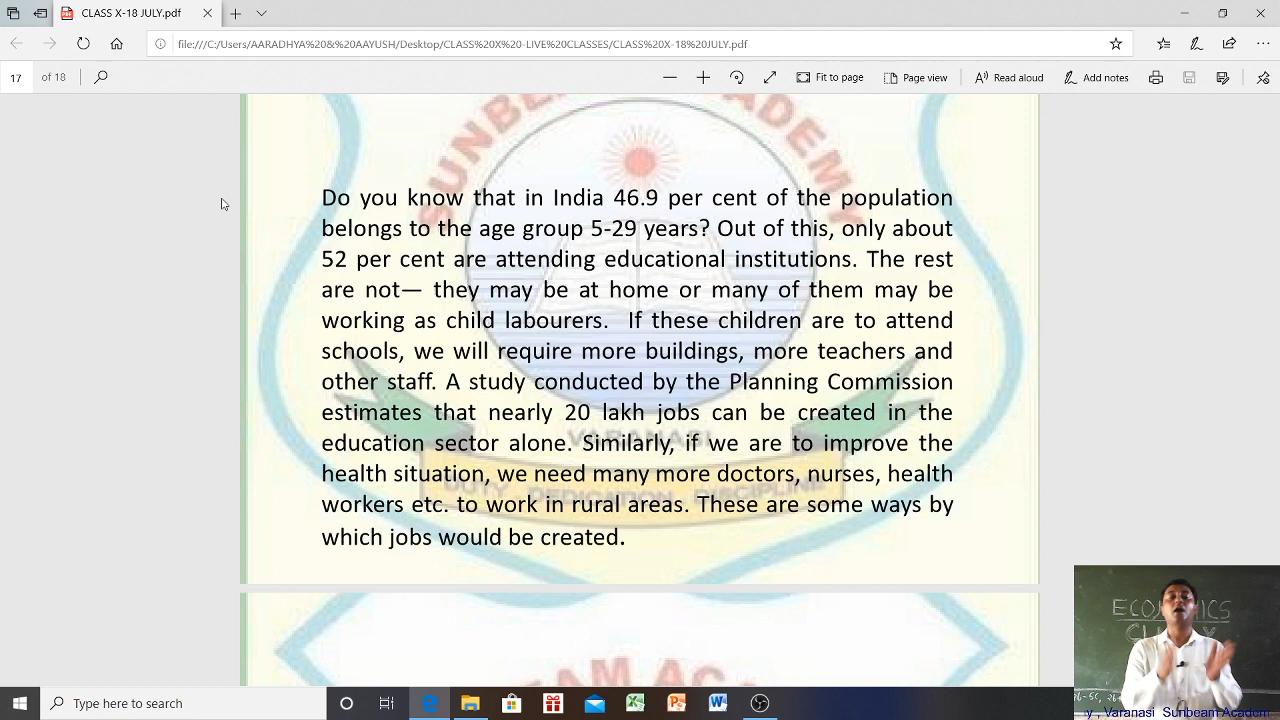 CLASS X-18 JULY.pdf
file:///C:/Users/AARADHYA%20&%20AAYUSH/Desktop/CLASS%20X%20-LIVE%20CLASSES/CLASS%20X-18%20JULY.pdf
17 of 18
Fit to page
Page view
Read aloud
Add notes
Do you know that in India 46.9 per cent of the population
belongs to the age group 5-29 years? Out of this, only about
52 per cent are attending educational institutions. The rest
are not— they may be at home or many of them may be
working as child labourers. If these children are to attend
schools, we will require more buildings, more teachers and
other staff. A study conducted by the Planning Commission
estimates that nearly 20 lakh jobs can be created in the
education sector alone. Similarly, if we are to improve the
health situation, we need many more doctors, nurses, health
workers etc. to work in rural areas. These are some ways by
which jobs would be created.
VARANASI
DUTY DEDICATION DISCIPLINE
ECONOMICS
y , Varanasi Sunbeam Academ
Type here to search